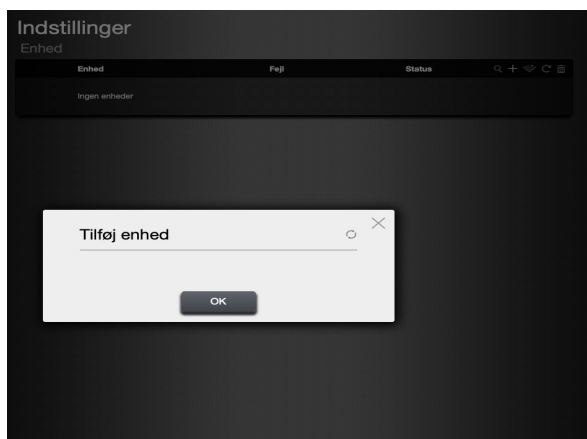 Indstillinger
Enhed
Enhed Fejl Status
Ingen enheder
Tilføj enhed
OK